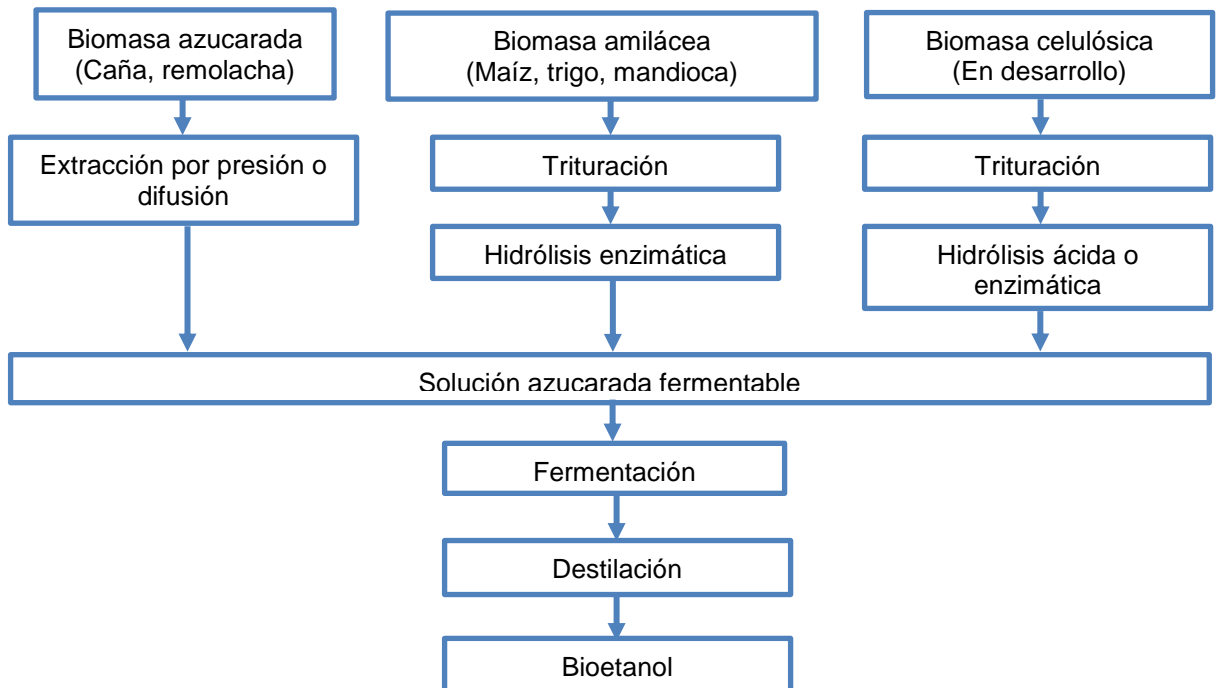 Biomasa azucarada
(Caña, remolacha)
Biomasa amilácea
(Maíz, trigo, mandioca)
Biomasa celulósica
(En desarrollo)
Extracción por presión o
difusión
Trituración
Trituración
Hidrólisis enzimática
Hidrólisis ácida o
enzimática
Solución azucarada fermentable
Fermentación
Destilación
Bioetanol